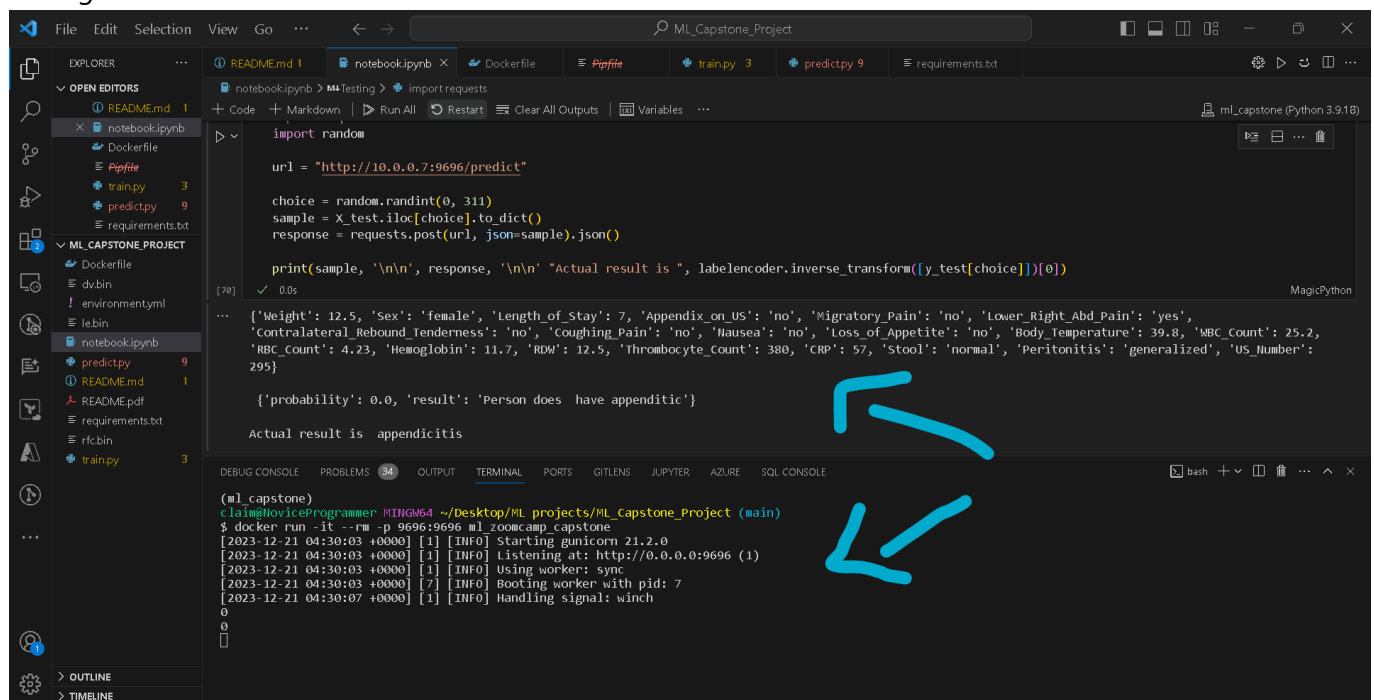 File Edit Selection View Go ··· ML_Capstone_Project
EXPLORER ···
OPEN EDITORS
README.md 1
notebook.ipynb
Dockerfile
Pipfile
train.py 3
predict.py 9
requirements.txt
ML_CAPSTONE_PROJECT
Dockerfile
dv.bin
environment.yml
le.bin
notebook.ipynb
predict.py 9
README.md 1
README.pdf
requirements.txt
rfc.bin
train.py 3
OUTLINE
TIMELINE
2
1
README.md 1 notebook.ipynb Dockerfile Pipfile train.py 3 predict.py 9 requirements.txt
notebook.ipynb > M↓Testing > import requests
+ Code + Markdown | Run All Restart Clear All Outputs | Variables ··· ml_capstone (Python 3.9.18)
import random
url = "http://10.0.0.7:9696/predict"
choice = random.randint(0, 311)
sample = X_test.iloc[choice].to_dict()
response = requests.post(url, json=sample).json()
print(sample, '\n\n', response, '\n\n' "Actual result is ", labelencoder.inverse_transform([y_test[choice]])[0])
[70] ✓ 0.0s MagicPython
··· {'Weight': 12.5, 'Sex': 'female', 'Length_of_Stay': 7, 'Appendix_on_US': 'no', 'Migratory_Pain': 'no', 'Lower_Right_Abd_Pain': 'yes',
'Contralateral_Rebound_Tenderness': 'no', 'Coughing_Pain': 'no', 'Nausea': 'no', 'Loss_of_Appetite': 'no', 'Body_Temperature': 39.8, 'WBC_Count': 25.2,
'RBC_Count': 4.23, 'Hemoglobin': 11.7, 'RDW': 12.5, 'Thrombocyte_Count': 380, 'CRP': 57, 'Stool': 'normal', 'Peritonitis': 'generalized', 'US_Number':
295}
{'probability': 0.0, 'result': 'Person does  have appenditic'}
Actual result is  appendicitis
DEBUG CONSOLE PROBLEMS 34 OUTPUT TERMINAL PORTS GITLENS JUPYTER AZURE SQL CONSOLE bash
(ml_capstone)
claim@NoviceProgrammer MINGW64 ~/Desktop/ML projects/ML_Capstone_Project (main)
$ docker run -it --rm -p 9696:9696 ml_zoomcamp_capstone
[2023-12-21 04:30:03 +0000] [1] [INFO] Starting gunicorn 21.2.0
[2023-12-21 04:30:03 +0000] [1] [INFO] Listening at: http://0.0.0.0:9696 (1)
[2023-12-21 04:30:03 +0000] [1] [INFO] Using worker: sync
[2023-12-21 04:30:03 +0000] [7] [INFO] Booting worker with pid: 7
[2023-12-21 04:30:07 +0000] [1] [INFO] Handling signal: winch
0
0